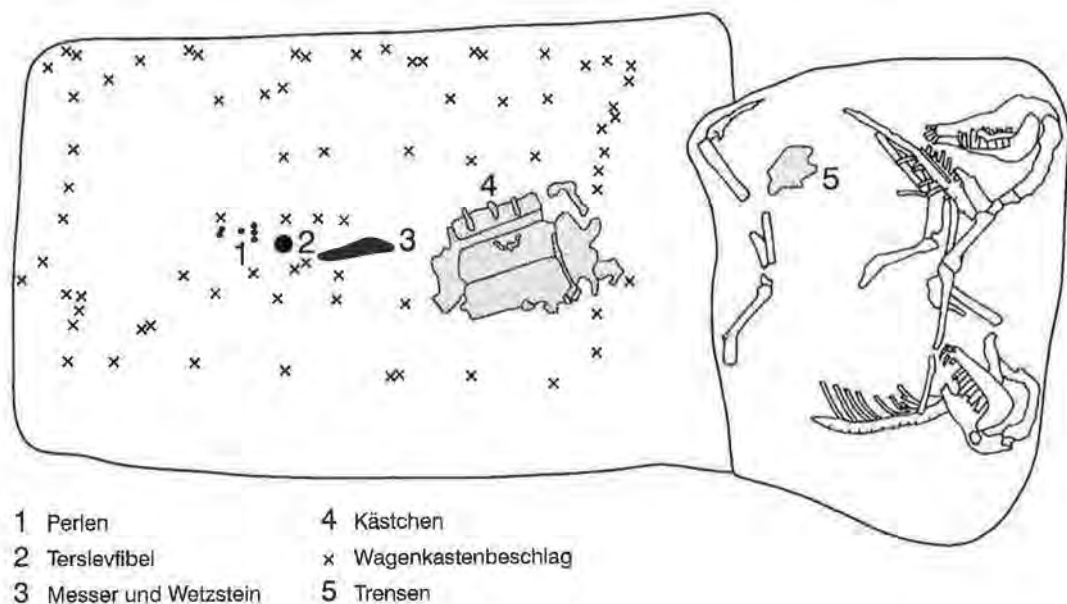 4
5
1
2
3
1 Perlen
2 Terslevfibel
3 Messer und Wetzstein
4 Kästchen
x Wagenkastenbeschlag
5 Trensen